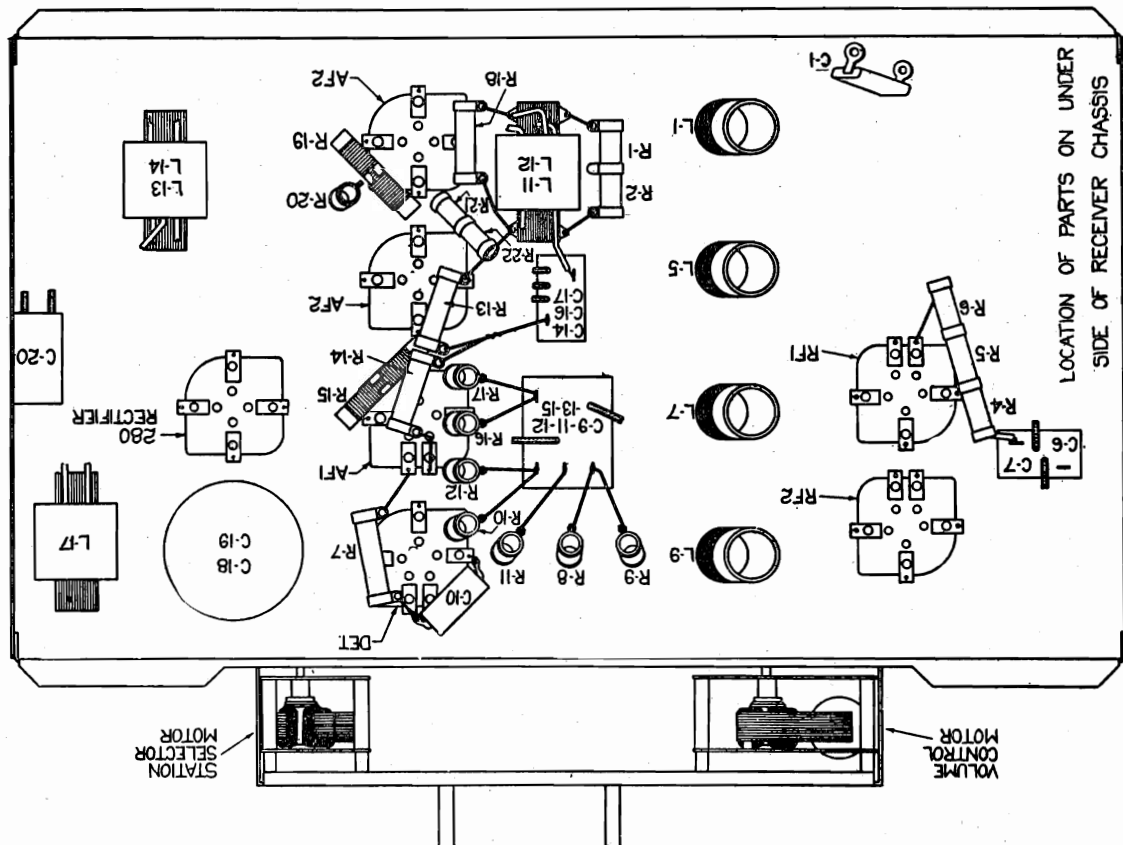 VOLUME
CONTROL
MOTOR
STATION
SELECTOR
MOTOR
DET.
L-9
R-9
R-8
R-11
R-10
C-10
R-7
C-18
C-19
L-17
RF2
R-12
AF1
C-7
C-6
R-4
R-5
R-6
RF1
L-7
C-9-11-12
-13-15
R-16
R-17
R-15
R-14
280
RECTIFIER
C-20
C-14
C-16
C-17
R-13
AF2
L-5
R-22
R-21
R-20
R-19
R-2
R-1
L-11
L-12
L-13
L-14
L-1
R-18
AF2
C-1
LOCATION OF PARTS ON UNDER
SIDE OF RECEIVER CHASSIS